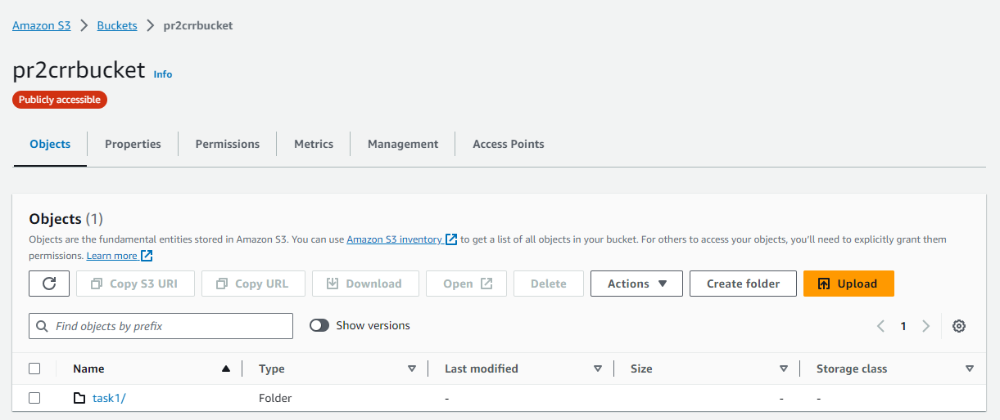 Amazon S3 > Buckets > pr2crrbucket
pr2crrbucket Info
Publicly accessible
Objects Properties Permissions Metrics Management Access Points
Objects (1)
Objects are the fundamental entities stored in Amazon S3. You can use Amazon S3 inventory to get a list of all objects in your bucket. For others to access your objects, you'll need to explicitly grant them
permissions. Learn more
Copy S3 URI Copy URL Download Open Delete Actions Create folder Upload
Find objects by prefix Show versions 1
Name Type Last modified Size Storage class
task1/ Folder - - -